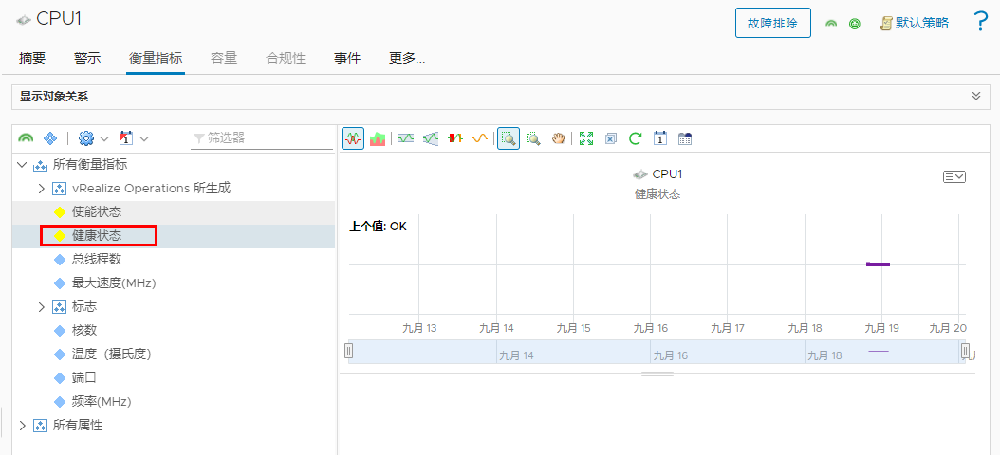 CPU1
故障排除 默认策略 ?
摘要 警示 衡量指标 容量 合规性 事件 更多...
显示对象关系
筛选器
所有衡量指标
vRealize Operations 所生成
使能状态
健康状态
总线程数
最大速度(MHz)
标志
核数
温度（摄氏度）
端口
频率(MHz)
所有属性
1
CPU1
健康状态
上个值: OK
九月 13 九月 14 九月 15 九月 16 九月 17 九月 18 九月 19 九月 20
九月 14 九月 16 九月 18